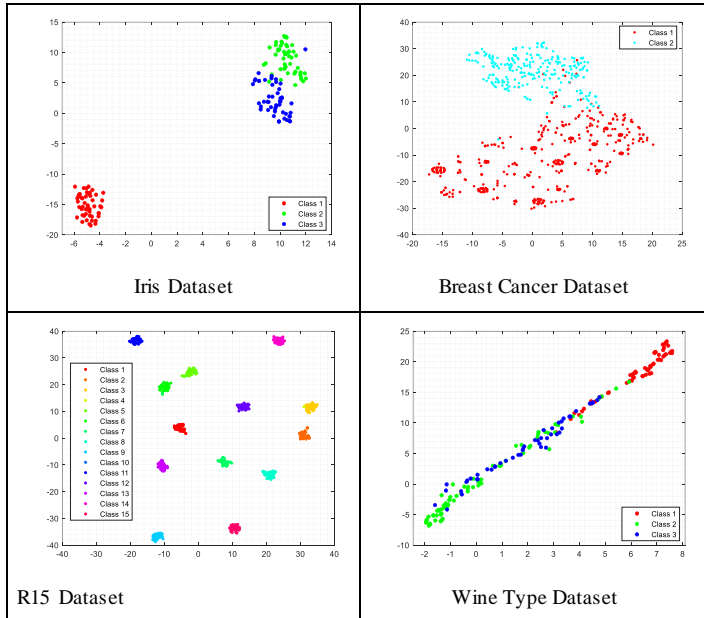 15
10
5
0
-5
-10
-15
-20
-6 -4 -2 0 2 4 6 8 10 12 14
Class 1
Class 2
Class 3
Iris Dataset
40
30
20
10
0
-10
-20
-30
-40
-20 -15 -10 -5 0 5 10 15 20 25
Class 1
Class 2
Breast Cancer Dataset
40
30
20
10
0
-10
-20
-30
-40
-40 -30 -20 -10 0 10 20 30 40
Class 1
Class 2
Class 3
Class 4
Class 5
Class 6
Class 7
Class 8
Class 9
Class 10
Class 11
Class 12
Class 13
Class 14
Class 15
R15 Dataset
25
20
15
10
5
0
-5
-10
-2 -1 0 1 2 3 4 5 6 7 8
Class 1
Class 2
Class 3
Wine Type Dataset